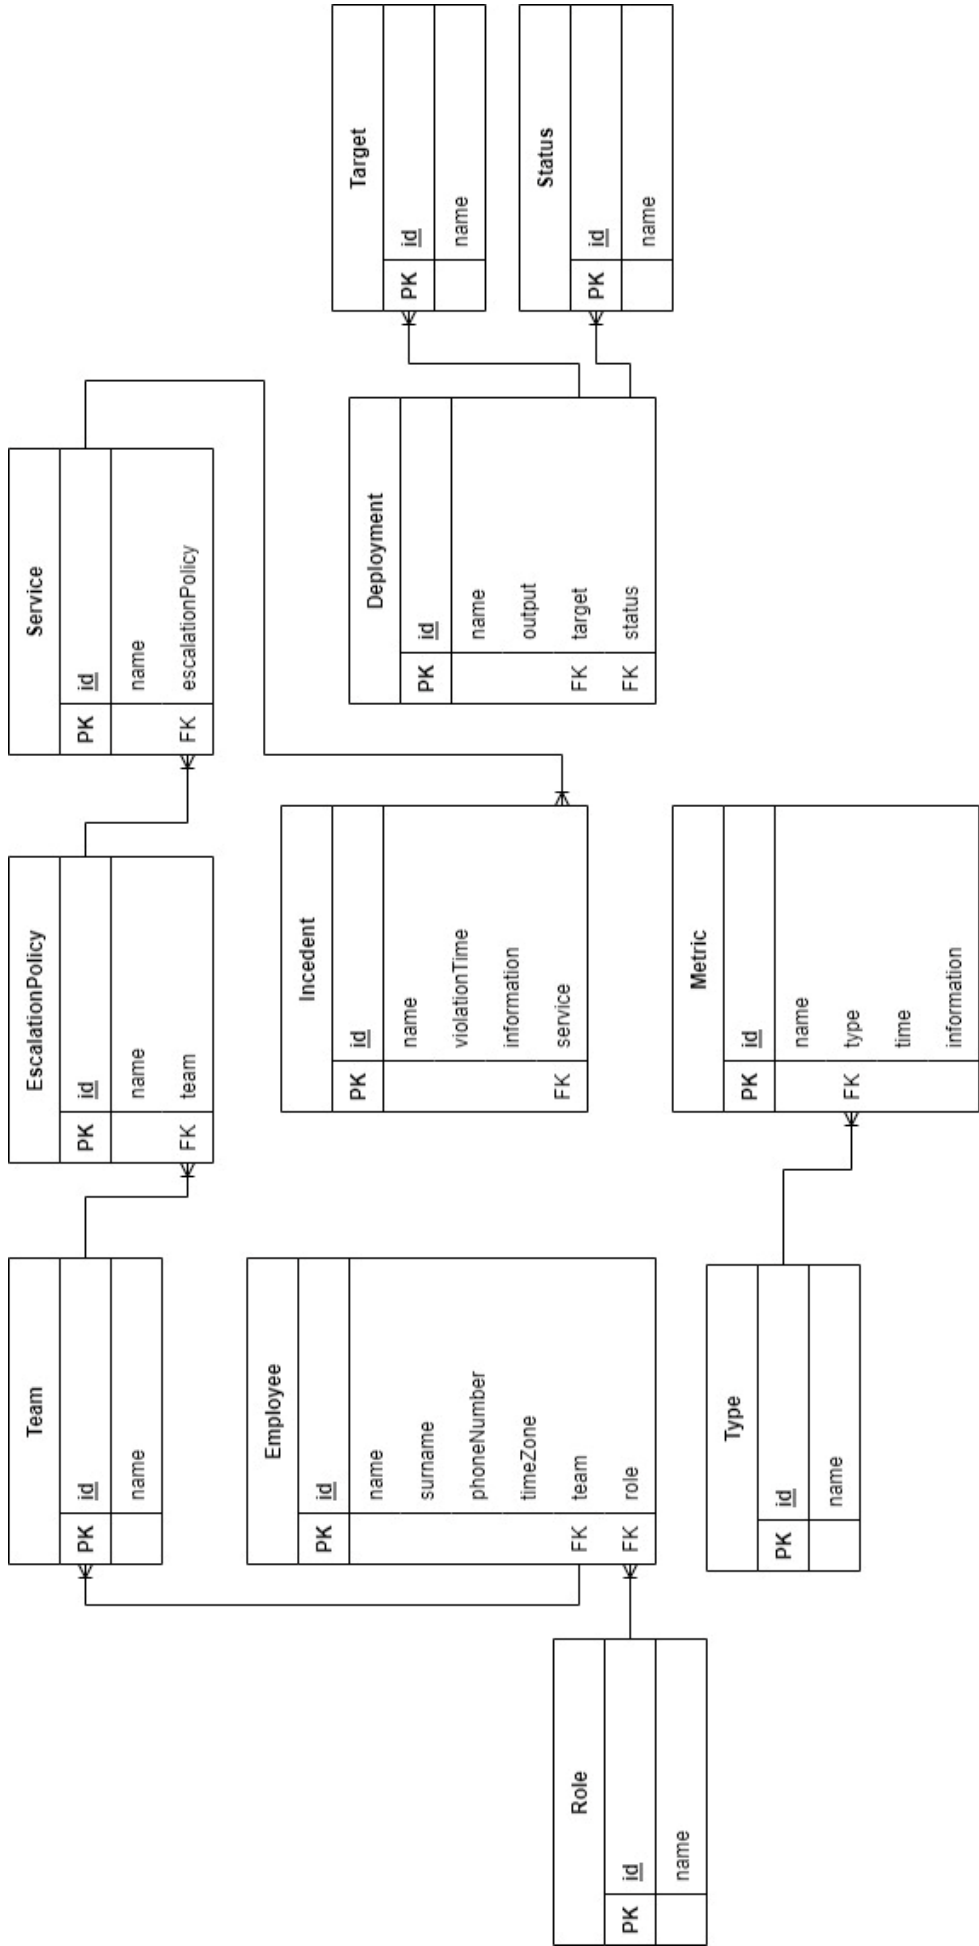 Role
PK id
name
Team
PK id
name
EscalationPolicy
PK id
name
FK team
Service
PK id
name
FK escalationPolicy
Employee
PK id
name
surname
phoneNumber
timeZone
FK team
FK role
Incedent
PK id
name
violationTime
information
FK service
Deployment
PK id
name
output
FK target
FK status
Target
PK id
name
Status
PK id
name
Type
PK id
name
Metric
PK id
name
FK type
time
information